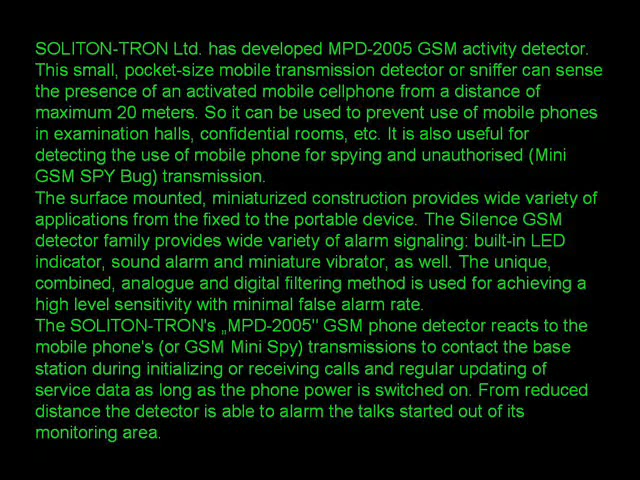 SOLITON-TRON Ltd. has developed MPD-2005 GSM activity detector.
This small, pocket-size mobile transmission detector or sniffer can sense
the presence of an activated mobile cellphone from a distance of
maximum 20 meters. So it can be used to prevent use of mobile phones
in examination halls, confidential rooms, etc. It is also useful for
detecting the use of mobile phone for spying and unauthorised (Mini
GSM SPY Bug) transmission.
The surface mounted, miniaturized construction provides wide variety of
applications from the fixed to the portable device. The Silence GSM
detector family provides wide variety of alarm signaling: built-in LED
indicator, sound alarm and miniature vibrator, as well. The unique,
combined, analogue and digital filtering method is used for achieving a
high level sensitivity with minimal false alarm rate.
The SOLITON-TRON's „MPD-2005" GSM phone detector reacts to the
mobile phone's (or GSM Mini Spy) transmissions to contact the base
station during initializing or receiving calls and regular updating of
service data as long as the phone power is switched on. From reduced
distance the detector is able to alarm the talks started out of its
monitoring area.